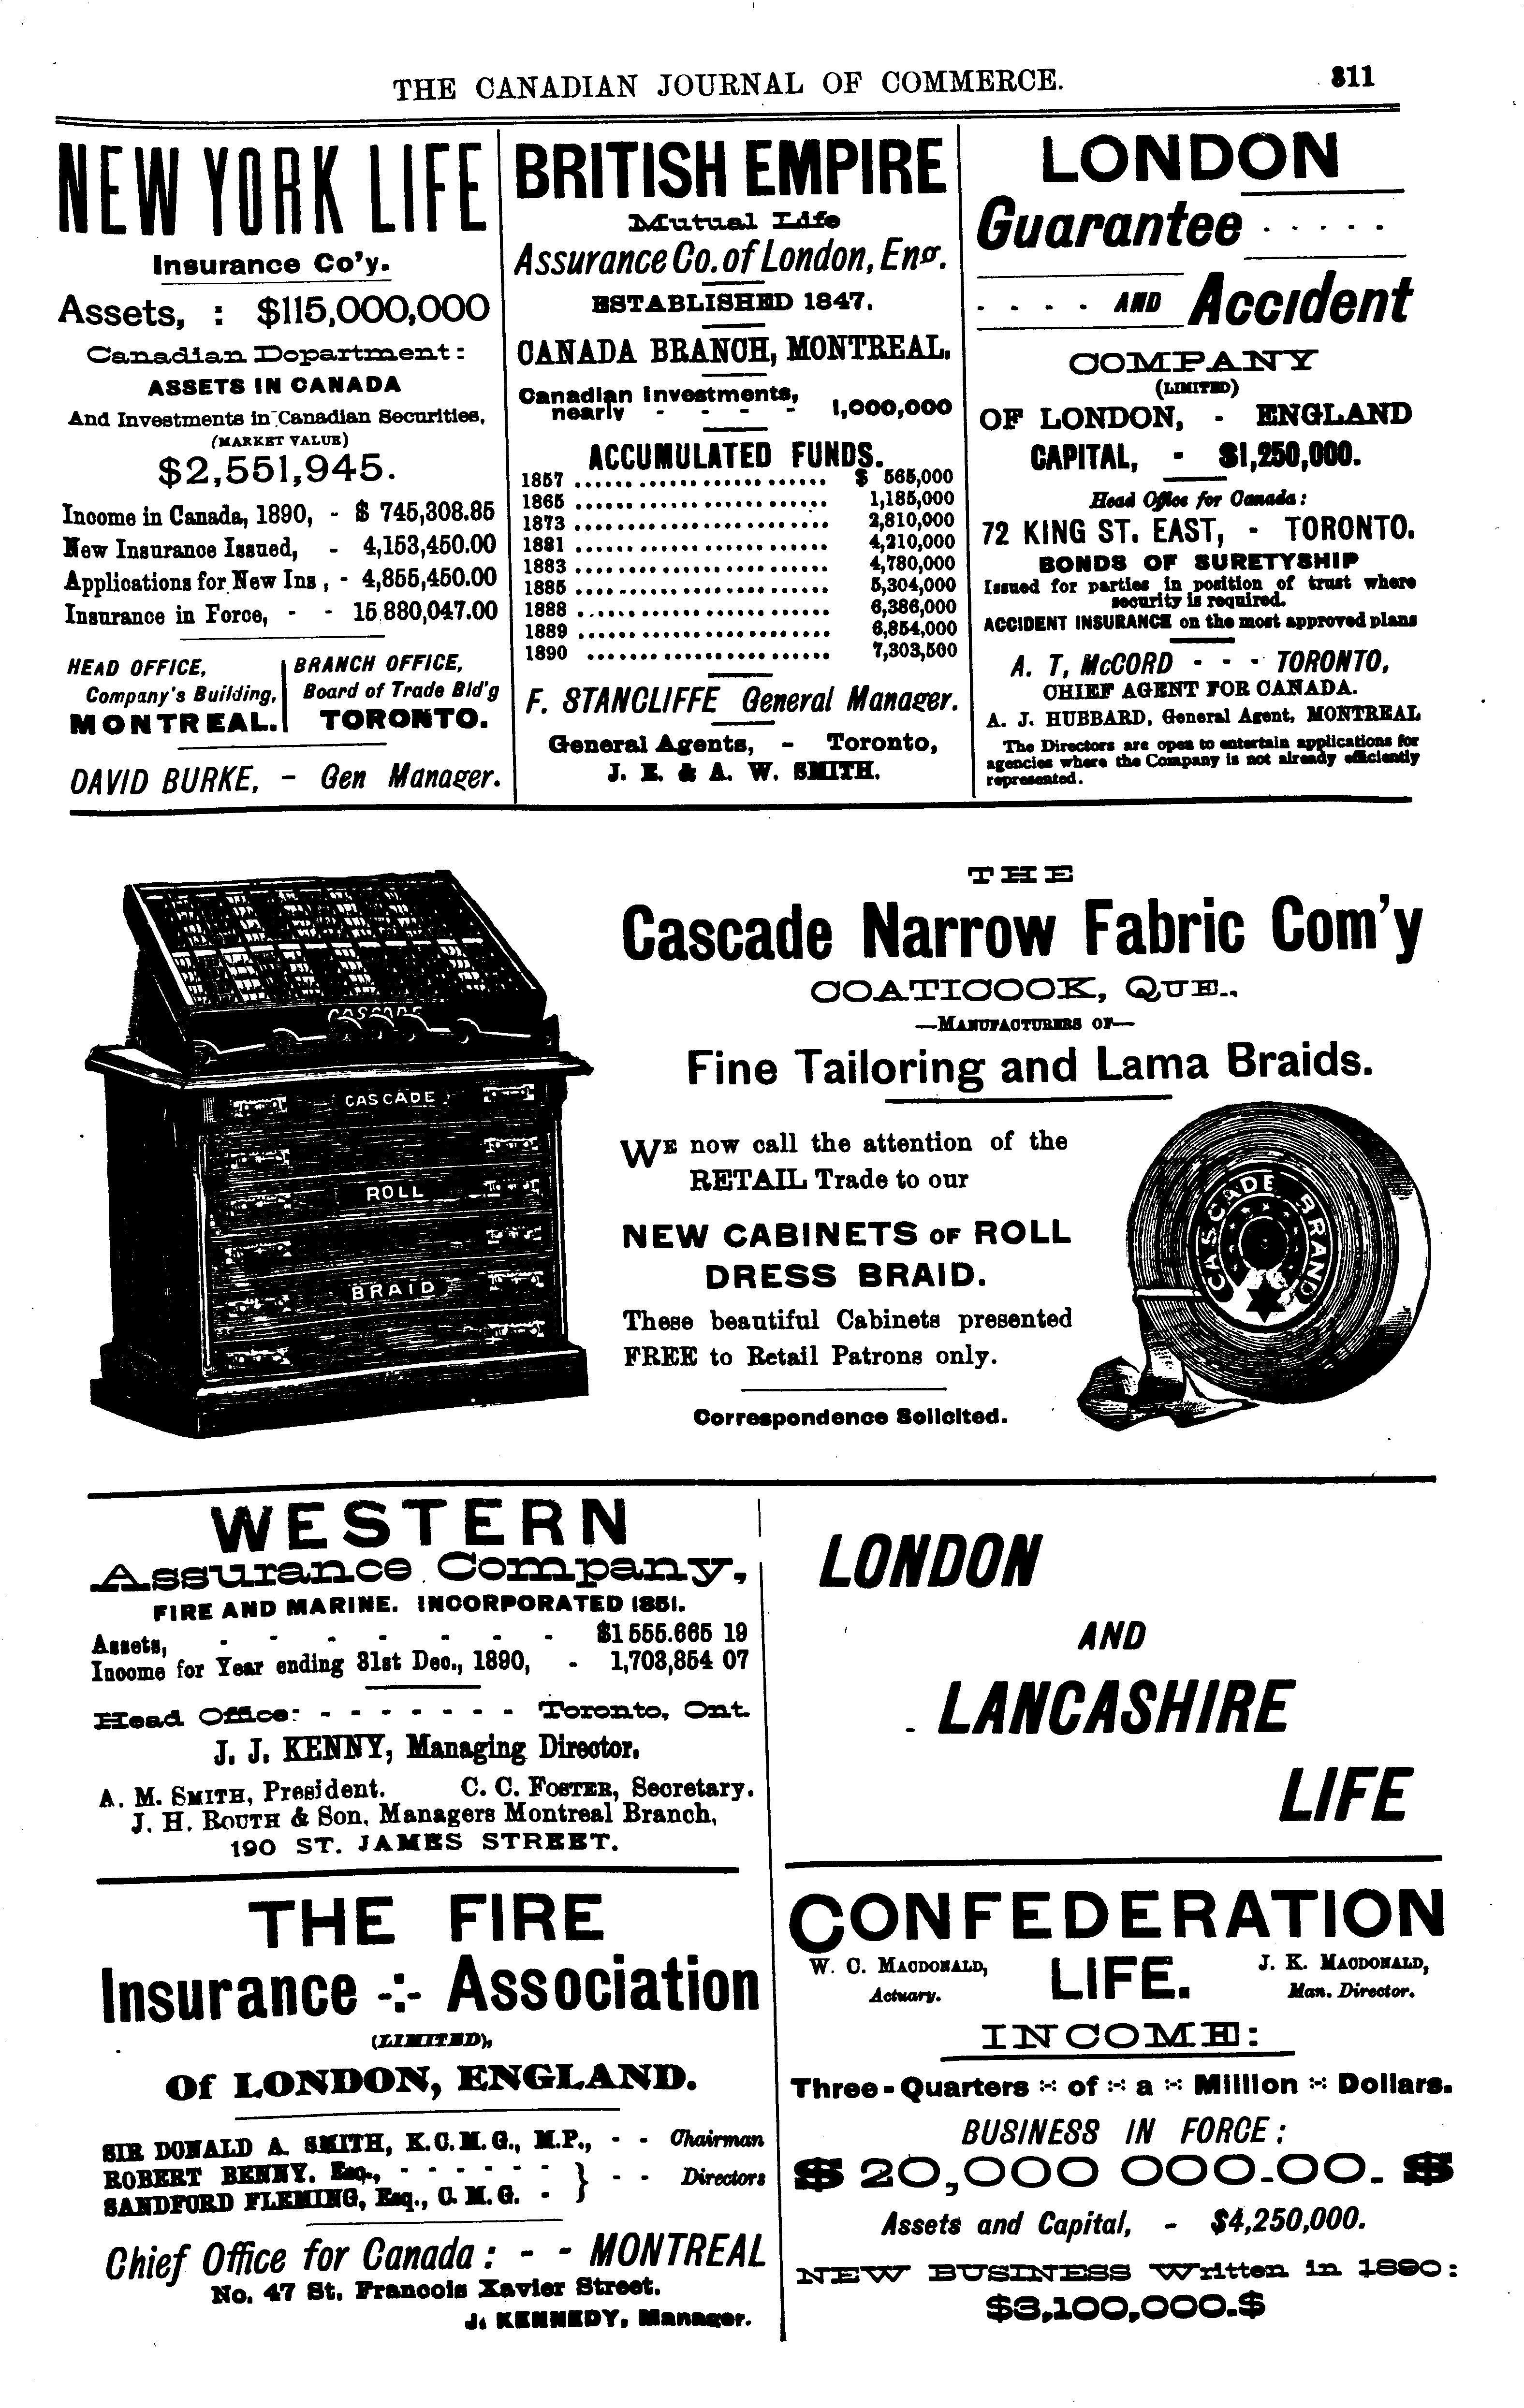 THE CANADIAN JOURNAL OF COMMERCE.
811
NEW YORK LIFE
Insurance Co'y.
Assets, : $115,000,000
Canadian Department:
ASSETS IN CANADA
And Investments in Canadian Securities,
(MARKET VALUE)
$2,551,945.
Income in Canada, 1890, - $ 745,308.85
New Insurance Issued, - 4,153,450.00
Applications for New Ins, - 4,855,450.00
Insurance in Force, - - 15 880,047.00
HEAD OFFICE,
Company's Building,
MONTREAL.
BRANCH OFFICE,
Board of Trade Bld'g
TORONTO.
DAVID BURKE, - Gen Manager.
BRITISH EMPIRE
Mutual Life
Assurance Co. of London, Eng.
ESTABLISHED 1847.
CANADA BRANCH, MONTREAL.
Canadian Investments,
nearly - - - - 1,000,000
ACCUMULATED FUNDS.
1857 ........................ $ 565,000
1865 ........................ 1,185,000
1873 ........................ 2,810,000
1881 ........................ 4,210,000
1883 ........................ 4,780,000
1885 ........................ 5,304,000
1888 ........................ 6,386,000
1889 ........................ 6,854,000
1890 ........................ 7,303,500
F. STANCLIFFE General Manager.
General Agents, - Toronto,
J. E. & A. W. SMITH.
LONDON
Guarantee . . . . .
. . . . AND Accident
COMPANY
(LIMITED)
OF LONDON, - ENGLAND
CAPITAL, - $1,250,000.
Head Office for Canada:
72 KING ST. EAST, - TORONTO.
BONDS OF SURETYSHIP
Issued for parties in position of trust where
security is required.
ACCIDENT INSURANCE on the most approved plans
A. T, McCORD - - - TORONTO,
CHIEF AGENT FOR CANADA.
A. J. HUBBARD, General Agent, MONTREAL
The Directors are open to entertain applications for
agencies where the Company is not already efficiently
represented.
CASCADE
CASCADE
ROLL
BRAID
THE
Cascade Narrow Fabric Com'y
COATICOOK, QUE.,
—MANUFACTURERS OF—
Fine Tailoring and Lama Braids.
WE now call the attention of the
RETAIL Trade to our
NEW CABINETS OF ROLL
DRESS BRAID.
These beautiful Cabinets presented
FREE to Retail Patrons only.
Correspondence Solicited.
CASCADE BRAND
WESTERN
Assurance Company,
FIRE AND MARINE. INCORPORATED 1851.
Assets, - - - - - - - $1 555.665 19
Income for Year ending 31st Dec., 1890, - 1,703,854 07
Head Office: - - - - - - - Toronto, Ont.
J. J. KENNY, Managing Director.
A. M. SMITH, President. C. C. FOSTER, Secretary.
J. H. ROUTH & Son, Managers Montreal Branch,
190 ST. JAMES STREET.
LONDON
AND
LANCASHIRE
LIFE
THE FIRE
Insurance -:- Association
(LIMITED),
Of LONDON, ENGLAND.
SIR DONALD A. SMITH, K.C.M.G., M.P., - - Chairman
ROBERT BENNY, Esq., - - - - - - -
SANDFORD FLEMING, Esq., C. M. G. - } - - Directors
Chief Office for Canada: - - MONTREAL
No. 47 St. Francois Xavier Street.
J. KENNEDY, Manager.
CONFEDERATION
LIFE.
W. C. MACDONALD,
Actuary.
J. K. MACDONALD,
Man. Director.
INCOME:
Three-Quarters :-: of :-: a :-: Million :-: Dollars.
BUSINESS IN FORCE:
$ 20,000 000.00. $
Assets and Capital, - $4,250,000.
NEW BUSINESS Written in 1890:
$3,100,000.$